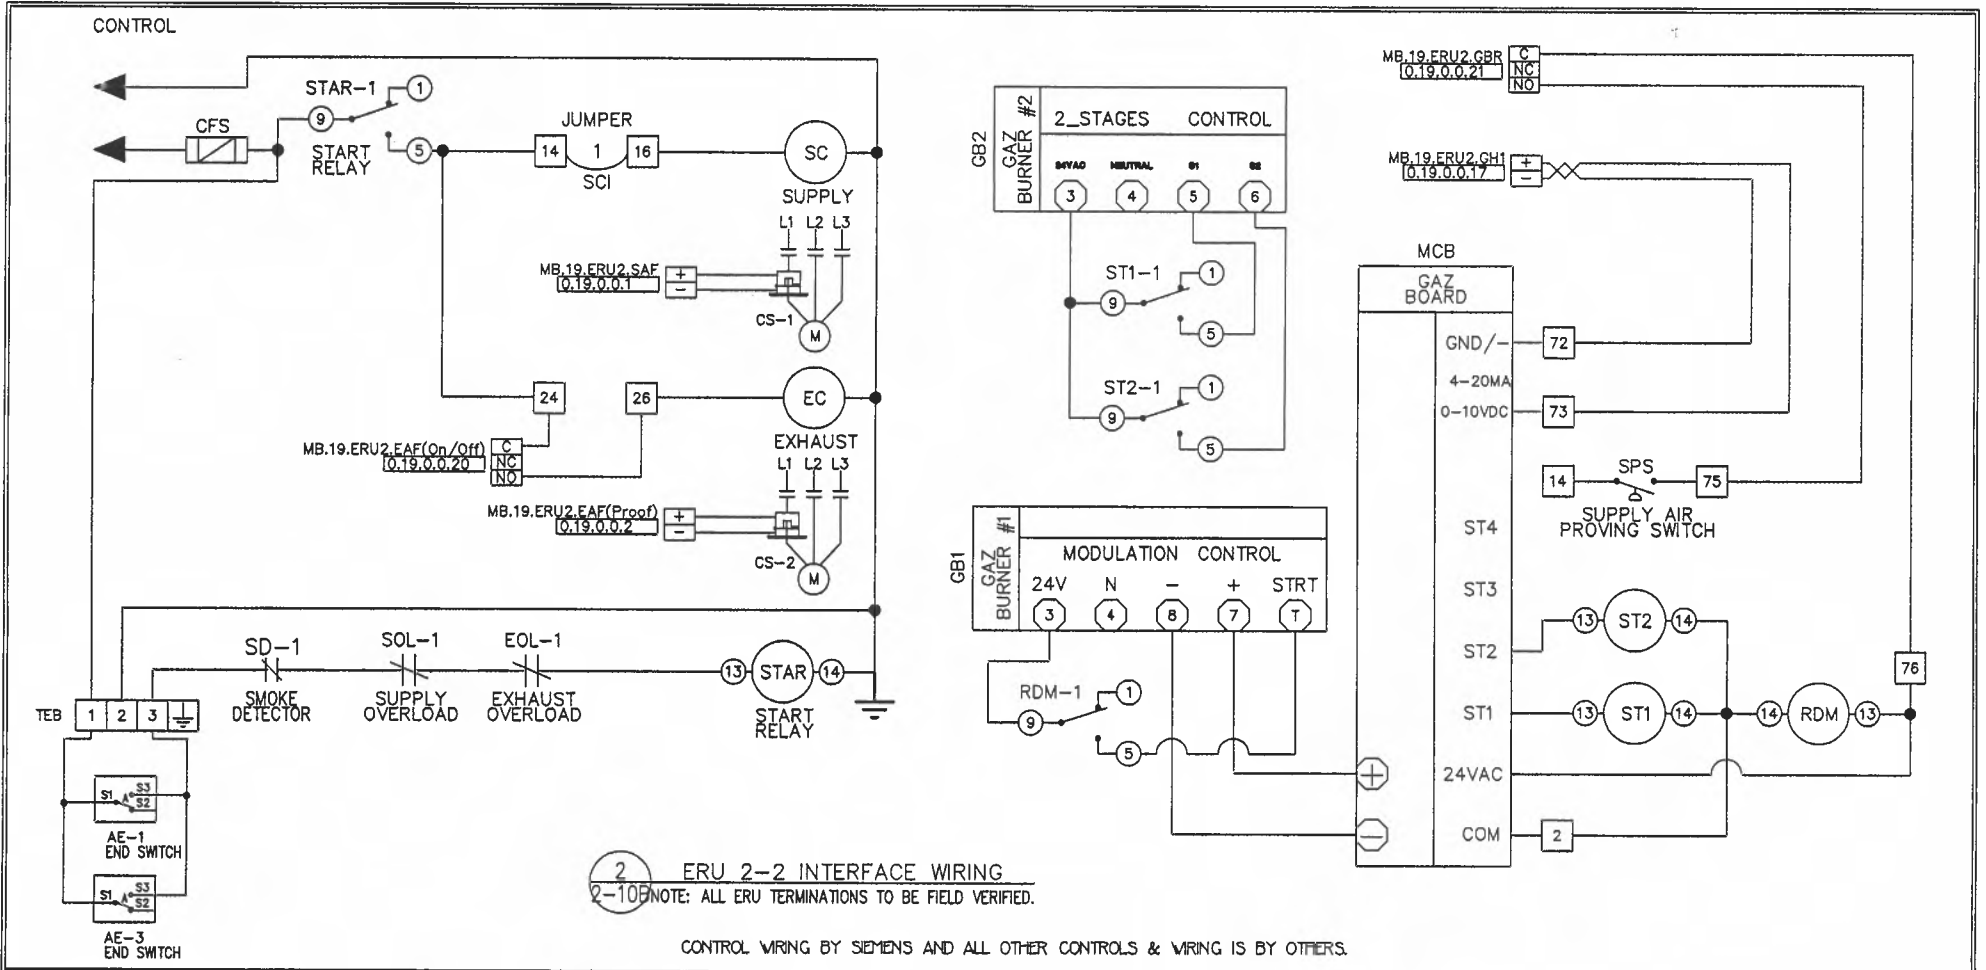 CONTROL
STAR-1
1
9
START
RELAY
5
CFS
JUMPER
14
1
16
SCI
SC
SUPPLY
L1 L2 L3
MB.19.ERU2.SAF
0.19.0.0.1
+
-
CS-1
M
24
26
EC
EXHAUST
MB.19.ERU2.EAF(On/Off)
0.19.0.0.20
C
NC
NO
L1 L2 L3
MB.19.ERU2.EAF(Proof)
0.19.0.0.2
+
-
CS-2
M
SD-1
SMOKE
DETECTOR
SOL-1
SUPPLY
OVERLOAD
EOL-1
EXHAUST
OVERLOAD
13
STAR
14
START
RELAY
TEB
1 2 3
S1 A S3
S2
AE-1
END SWITCH
S1 A S3
S2
AE-3
END SWITCH
GB2
GAZ
BURNER #2
2_STAGES CONTROL
24VAC NEUTRAL S1 S2
3 4 5 6
ST1-1
1
9
5
ST2-1
1
9
5
GB1
GAZ
BURNER #1
MODULATION CONTROL
24V N - + STRT
3 4 8 7 T
RDM-1
1
9
5
MB.19.ERU2.GBR
0.19.0.0.21
C
NC
NO
MB.19.ERU2.GH1
0.19.0.0.17
+
-
MCB
GAZ
BOARD
GND/-
72
4-20MA
0-10VDC
73
14
SPS
75
SUPPLY AIR
PROVING SWITCH
ST4
ST3
ST2
13
ST2
14
ST1
13
ST1
14
14
RDM
13
76
24VAC
+
COM
2
-
2
2-10B
ERU 2-2 INTERFACE WIRING
NOTE: ALL ERU TERMINATIONS TO BE FIELD VERIFIED.
CONTROL WIRING BY SIEMENS AND ALL OTHER CONTROLS & WIRING IS BY OTHERS.